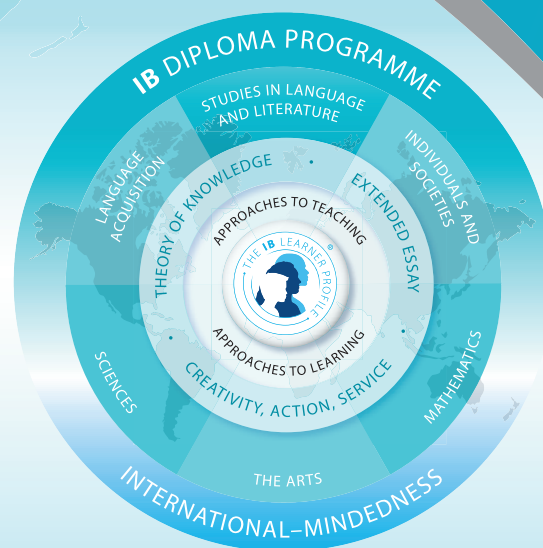 IB DIPLOMA PROGRAMME
STUDIES IN LANGUAGE
AND LITERATURE
LANGUAGE
ACQUISITION
INDIVIDUALS AND
SOCIETIES
THEORY OF KNOWLEDGE
EXTENDED ESSAY
APPROACHES TO TEACHING
• THE IB LEARNER PROFILE •
®
APPROACHES TO LEARNING
CREATIVITY, ACTION, SERVICE
SCIENCES
MATHEMATICS
THE ARTS
INTERNATIONAL–MINDEDNESS